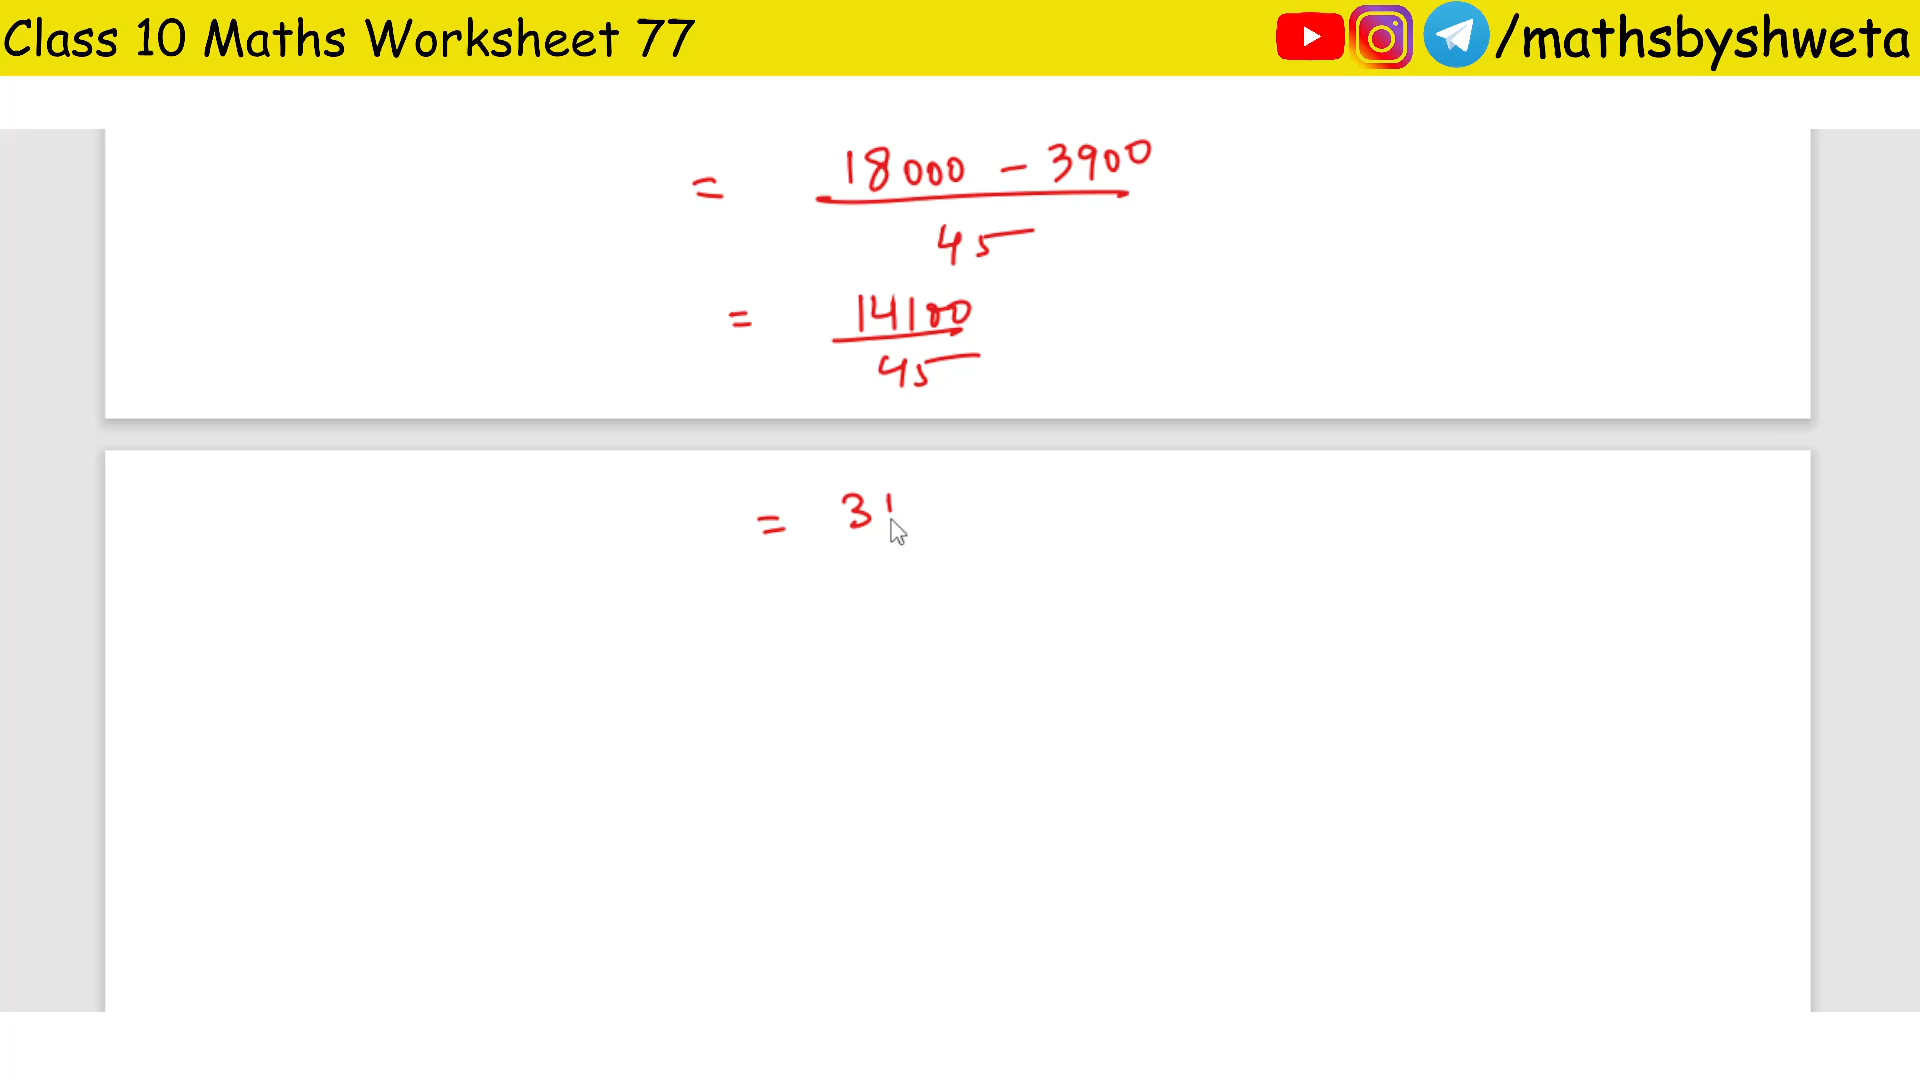 Class 10 Maths Worksheet 77
/mathsbyshweta
= 18000 - 3900
45
= 14100
45
= 31